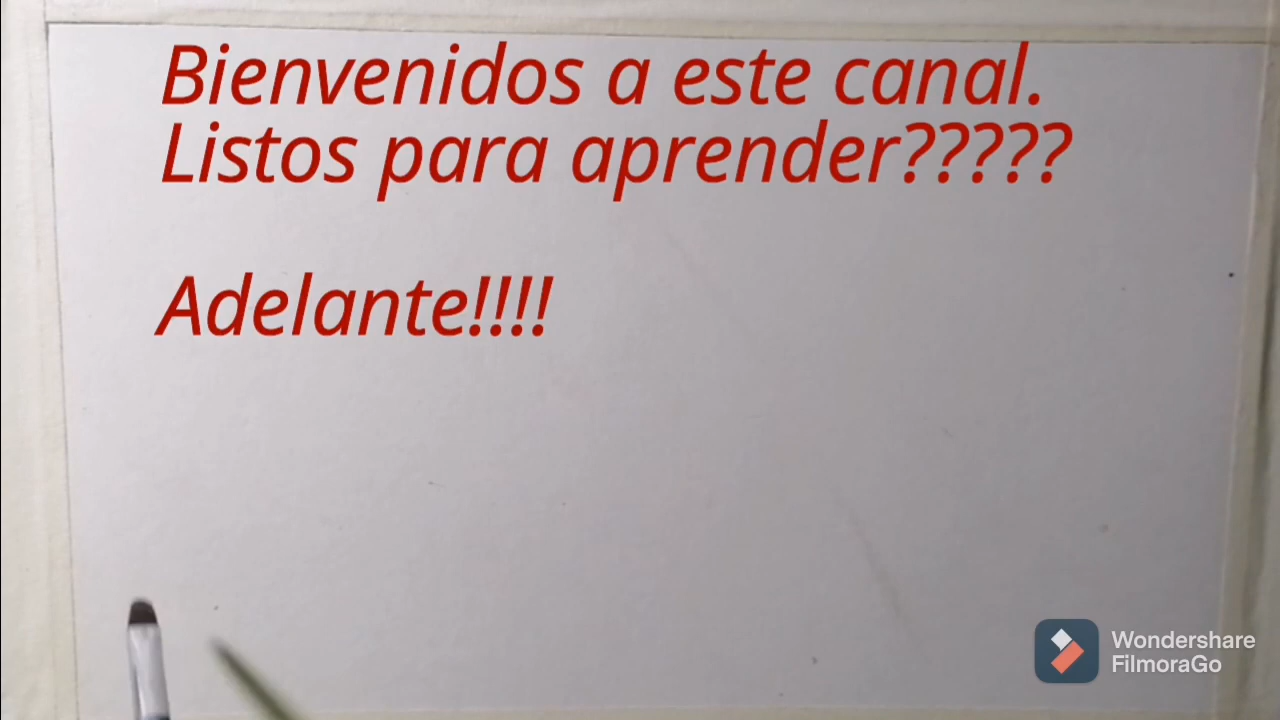 Bienvenidos a este canal.
Listos para aprender?????
Adelante!!!!
Wondershare
FilmoraGo